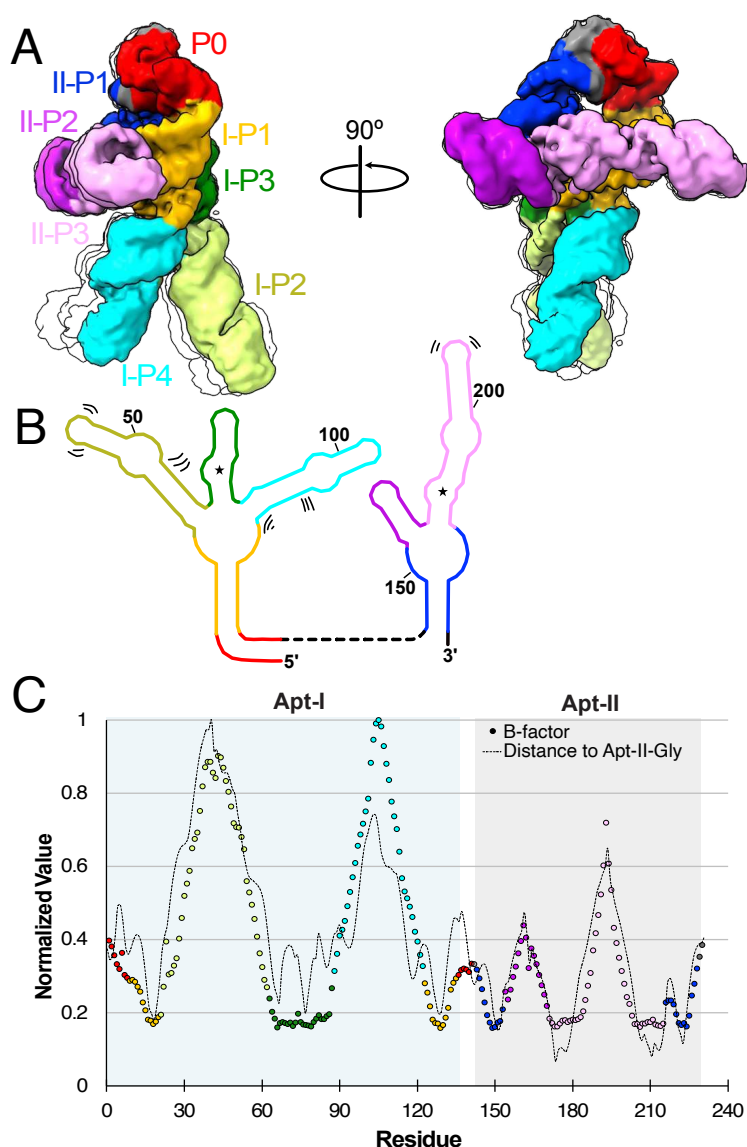 A
P0
II-P1
II-P2
I-P1
90º
I-P3
II-P3
I-P2
I-P4
B
50
100
200
150
5'
3'
C
Apt-I
Apt-II
B-factor
Distance to Apt-II-Gly
Normalized Value
1
0.8
0.6
0.4
0.2
0
0
30
60
90
120
150
180
210
240
Residue